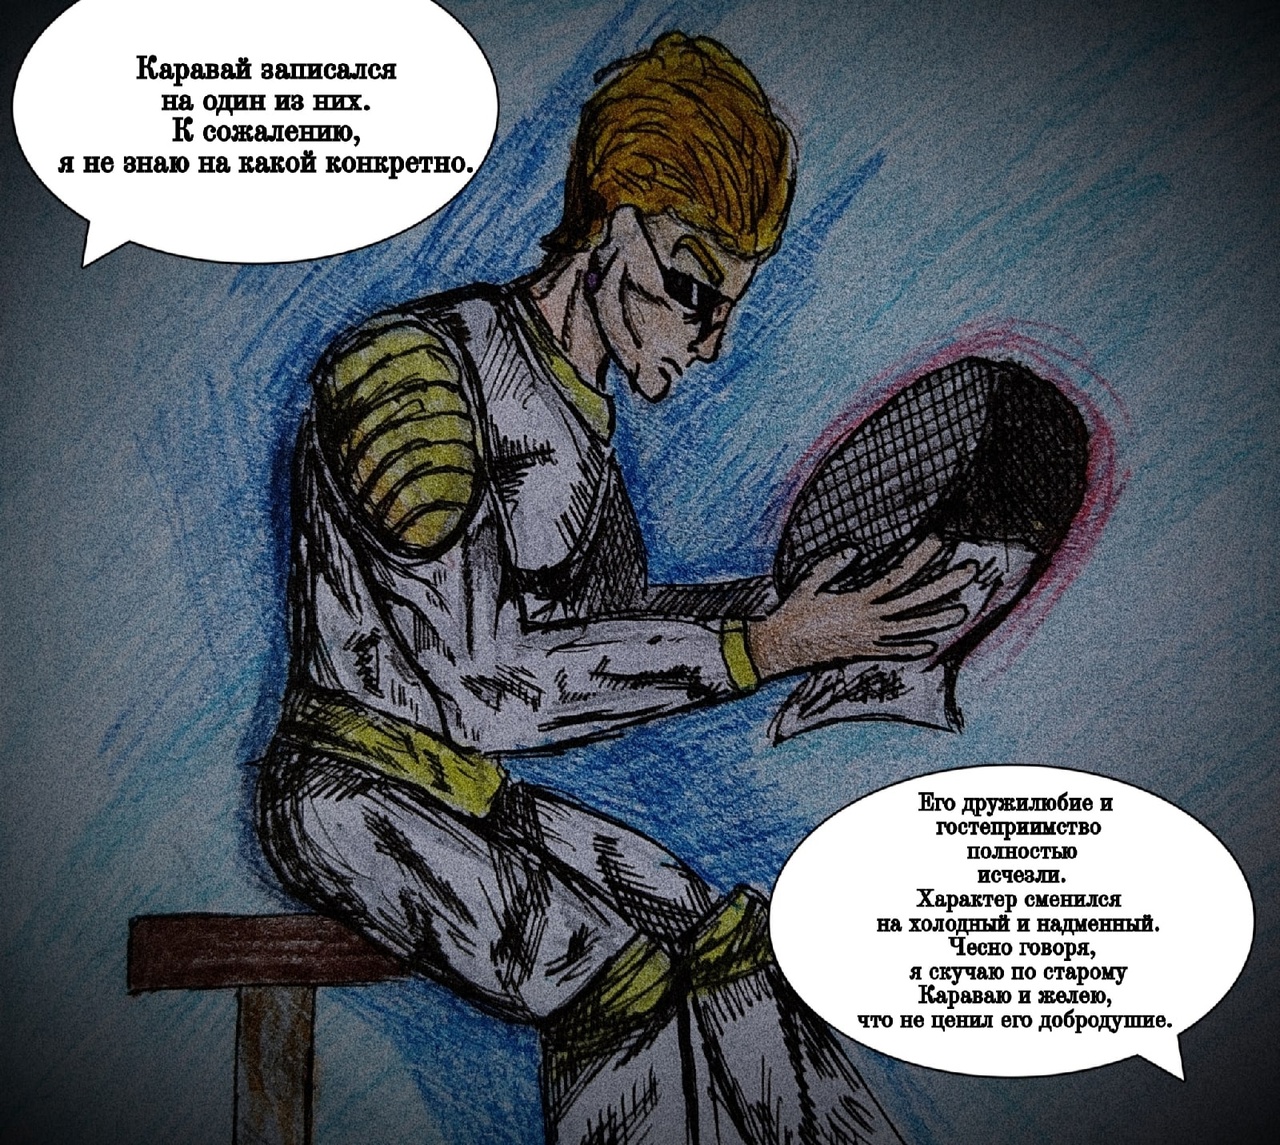 Каравай записался
на один из них.
К сожалению,
я не знаю на какой конкретно.
Его дружилюбие и
гостеприимство
полностью
исчезли.
Характер сменился
на холодный и надменный.
Чесно говоря,
я скучаю по старому
Караваю и желею,
что не ценил его добродушие.